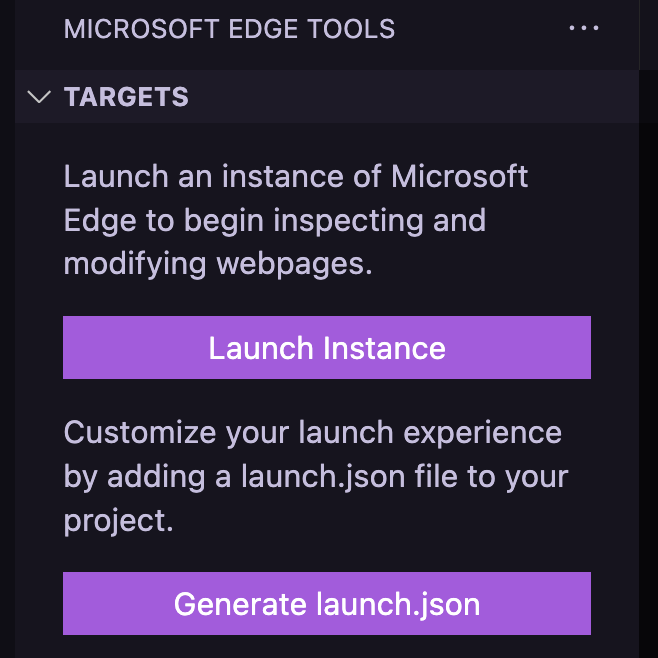 MICROSOFT EDGE TOOLS ···
TARGETS
Launch an instance of Microsoft
Edge to begin inspecting and
modifying webpages.
Launch Instance
Customize your launch experience
by adding a launch.json file to your
project.
Generate launch.json